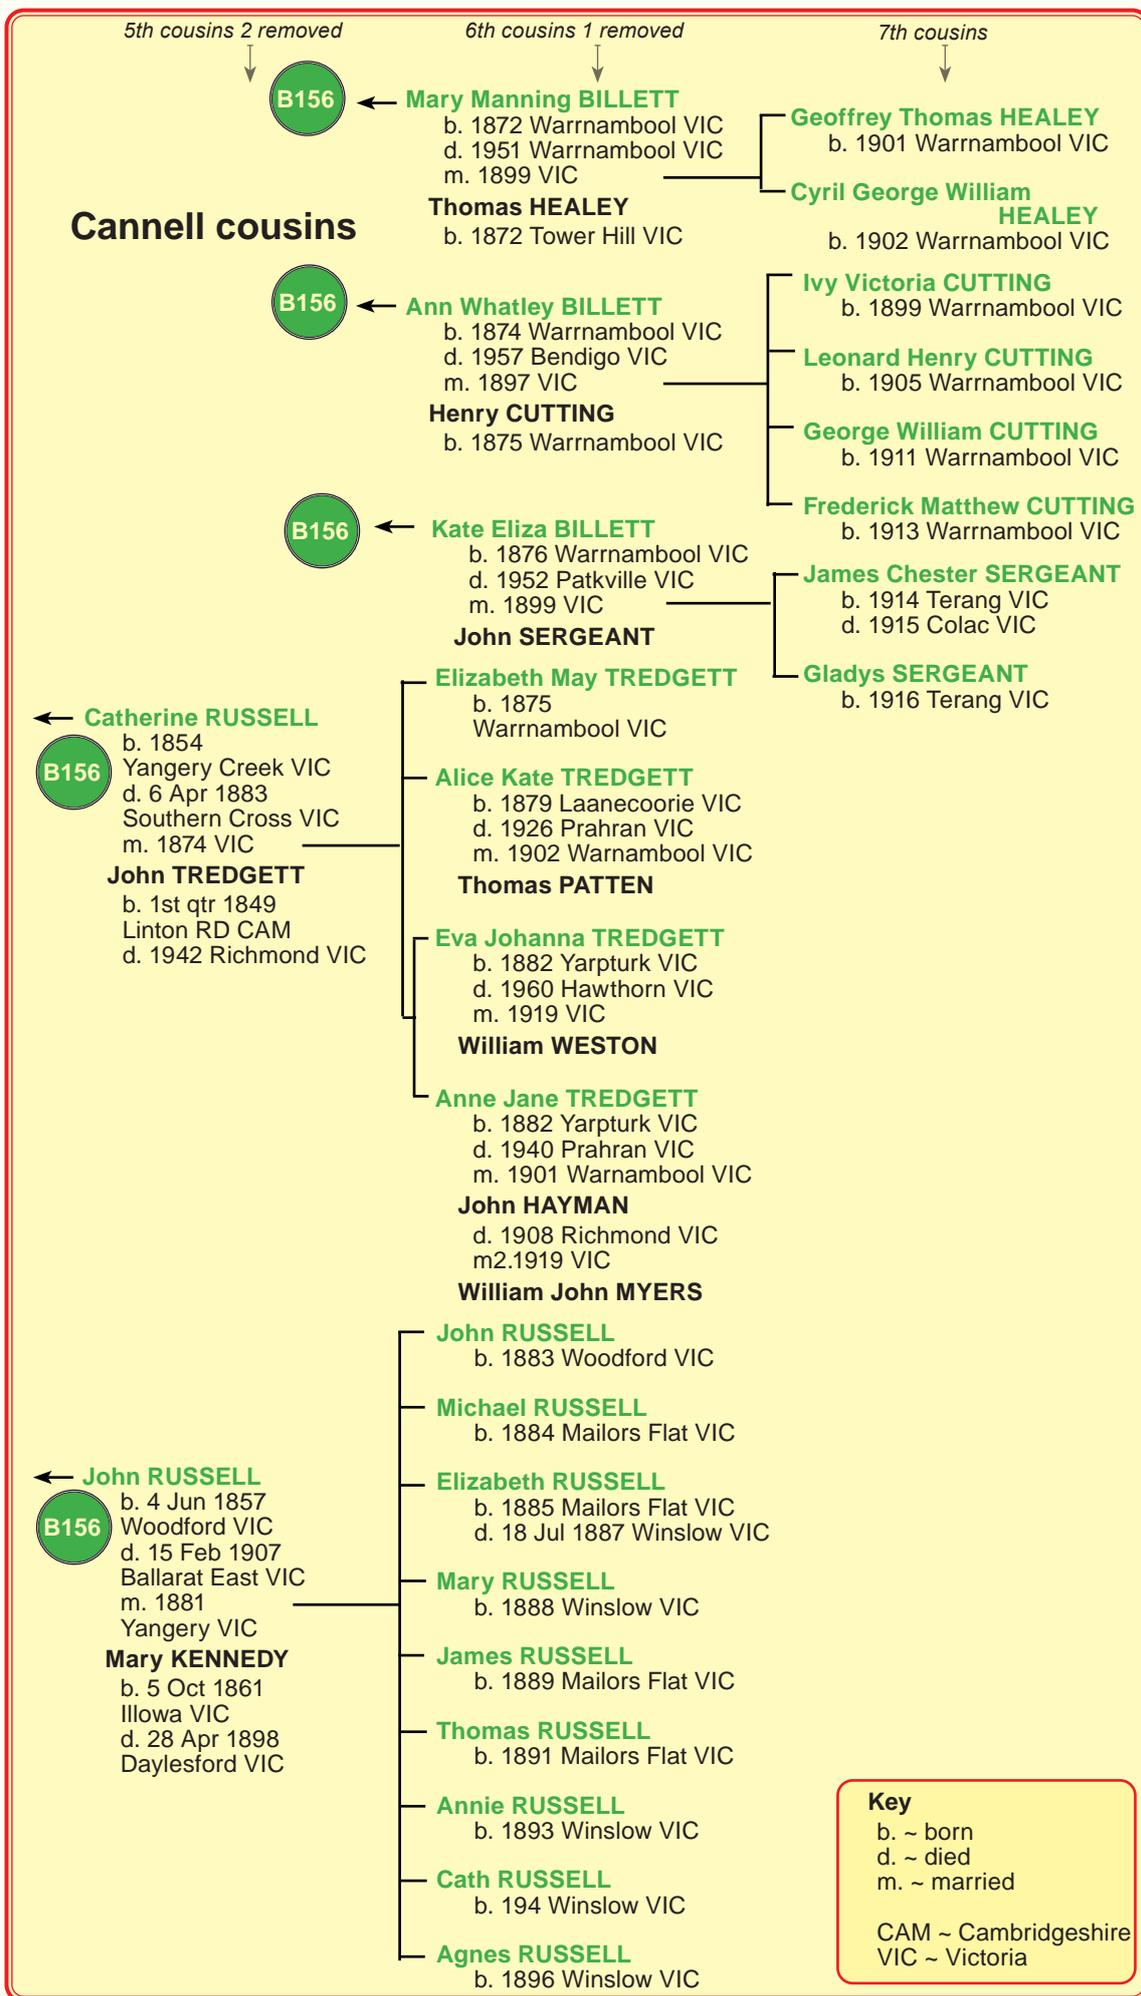 5th cousins 2 removed
6th cousins 1 removed
7th cousins
Cannell cousins
B156
Mary Manning BILLETT
b. 1872 Warrnambool VIC
d. 1951 Warrnambool VIC
m. 1899 VIC
Thomas HEALEY
b. 1872 Tower Hill VIC
Geoffrey Thomas HEALEY
b. 1901 Warrnambool VIC
Cyril George William
HEALEY
b. 1902 Warrnambool VIC
B156
Ann Whatley BILLETT
b. 1874 Warrnambool VIC
d. 1957 Bendigo VIC
m. 1897 VIC
Henry CUTTING
b. 1875 Warrnambool VIC
Ivy Victoria CUTTING
b. 1899 Warrnambool VIC
Leonard Henry CUTTING
b. 1905 Warrnambool VIC
George William CUTTING
b. 1911 Warrnambool VIC
Frederick Matthew CUTTING
b. 1913 Warrnambool VIC
B156
Kate Eliza BILLETT
b. 1876 Warrnambool VIC
d. 1952 Patkville VIC
m. 1899 VIC
John SERGEANT
James Chester SERGEANT
b. 1914 Terang VIC
d. 1915 Colac VIC
Gladys SERGEANT
b. 1916 Terang VIC
Catherine RUSSELL
B156
b. 1854
Yangery Creek VIC
d. 6 Apr 1883
Southern Cross VIC
m. 1874 VIC
John TREDGETT
b. 1st qtr 1849
Linton RD CAM
d. 1942 Richmond VIC
Elizabeth May TREDGETT
b. 1875
Warrnambool VIC
Alice Kate TREDGETT
b. 1879 Laanecoorie VIC
d. 1926 Prahran VIC
m. 1902 Warnambool VIC
Thomas PATTEN
Eva Johanna TREDGETT
b. 1882 Yarpturk VIC
d. 1960 Hawthorn VIC
m. 1919 VIC
William WESTON
Anne Jane TREDGETT
b. 1882 Yarpturk VIC
d. 1940 Prahran VIC
m. 1901 Warnambool VIC
John HAYMAN
d. 1908 Richmond VIC
m2.1919 VIC
William John MYERS
John RUSSELL
B156
b. 4 Jun 1857
Woodford VIC
d. 15 Feb 1907
Ballarat East VIC
m. 1881
Yangery VIC
Mary KENNEDY
b. 5 Oct 1861
Illowa VIC
d. 28 Apr 1898
Daylesford VIC
John RUSSELL
b. 1883 Woodford VIC
Michael RUSSELL
b. 1884 Mailors Flat VIC
Elizabeth RUSSELL
b. 1885 Mailors Flat VIC
d. 18 Jul 1887 Winslow VIC
Mary RUSSELL
b. 1888 Winslow VIC
James RUSSELL
b. 1889 Mailors Flat VIC
Thomas RUSSELL
b. 1891 Mailors Flat VIC
Annie RUSSELL
b. 1893 Winslow VIC
Cath RUSSELL
b. 194 Winslow VIC
Agnes RUSSELL
b. 1896 Winslow VIC
Key
b. ~ born
d. ~ died
m. ~ married
CAM ~ Cambridgeshire
VIC ~ Victoria